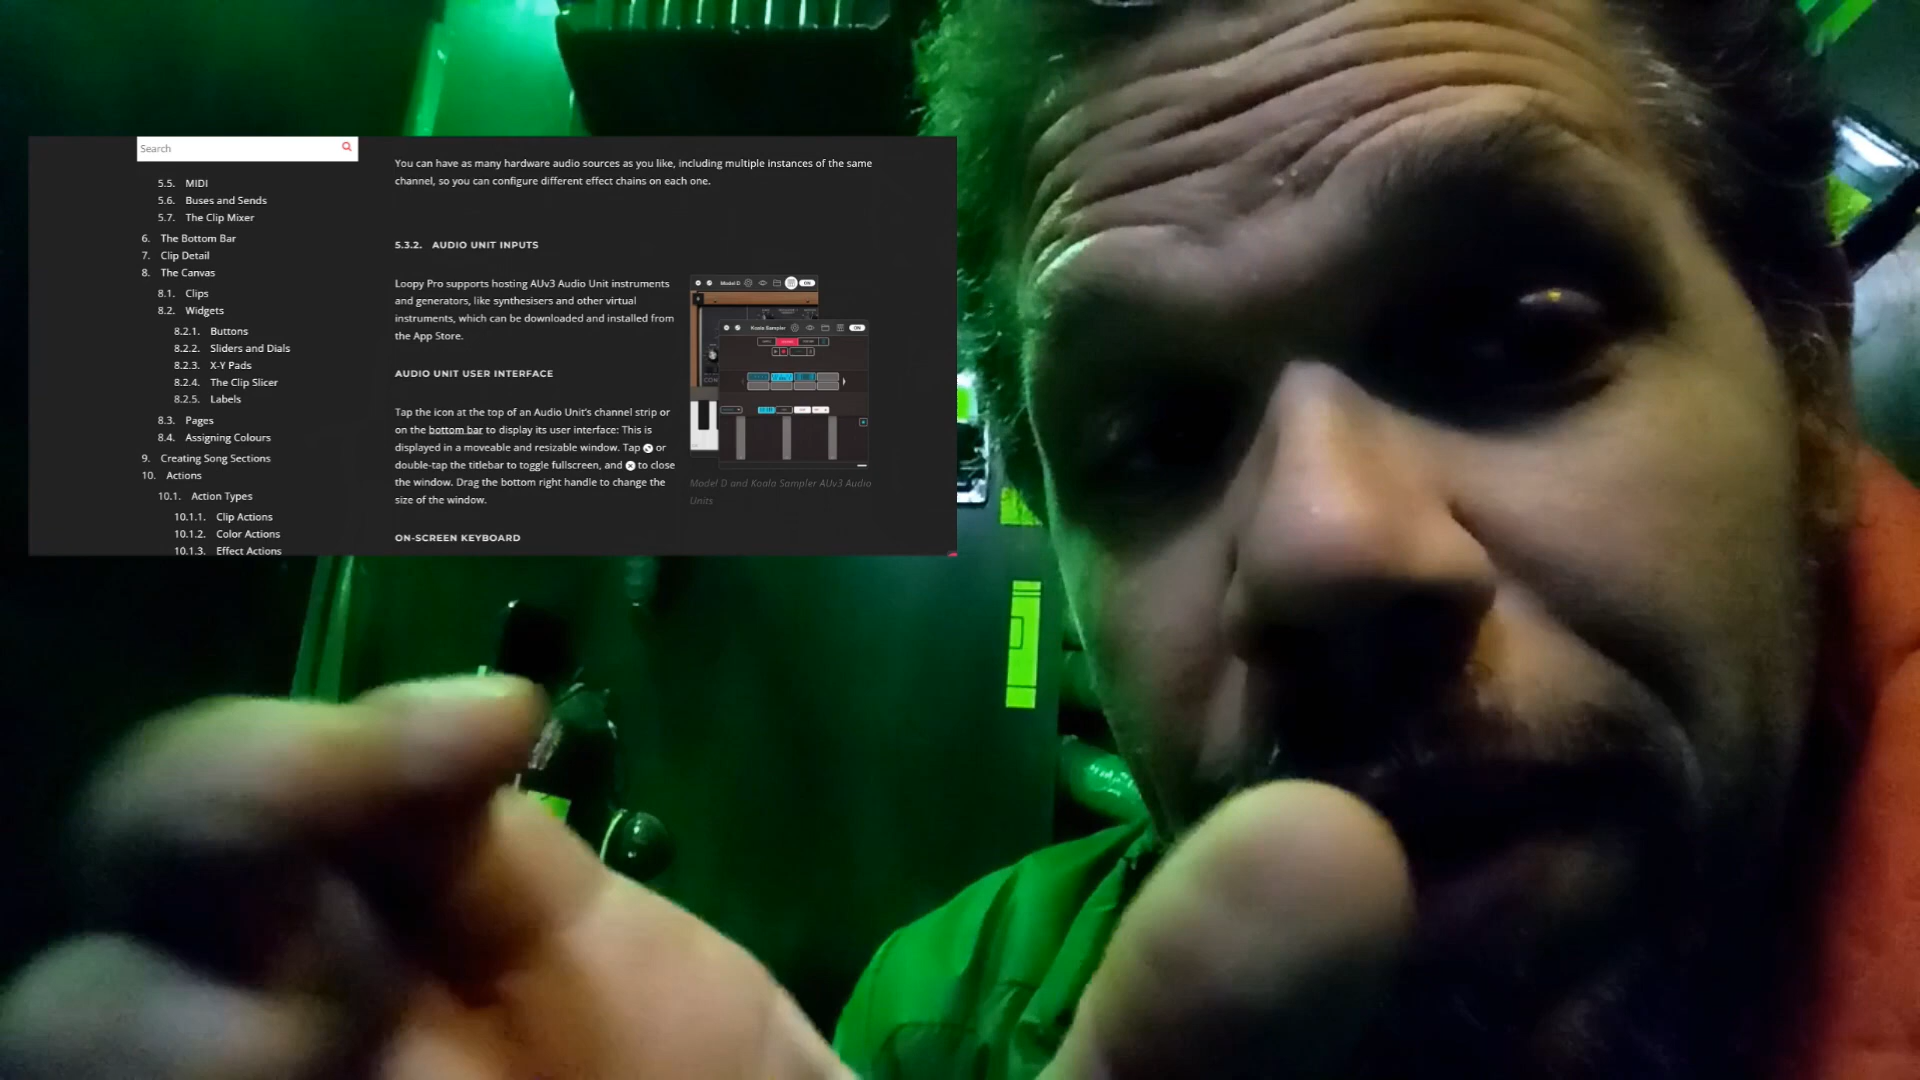 Search
5.5. MIDI
5.6. Buses and Sends
5.7. The Clip Mixer
6. The Bottom Bar
7. Clip Detail
8. The Canvas
8.1. Clips
8.2. Widgets
8.2.1. Buttons
8.2.2. Sliders and Dials
8.2.3. X-Y Pads
8.2.4. The Clip Slicer
8.2.5. Labels
8.3. Pages
8.4. Assigning Colours
9. Creating Song Sections
10. Actions
10.1. Action Types
10.1.1. Clip Actions
10.1.2. Color Actions
10.1.3. Effect Actions
You can have as many hardware audio sources as you like, including multiple instances of the same
channel, so you can configure different effect chains on each one.
5.3.2. AUDIO UNIT INPUTS
Loopy Pro supports hosting AUv3 Audio Unit instruments
and generators, like synthesisers and other virtual
instruments, which can be downloaded and installed from
the App Store.
AUDIO UNIT USER INTERFACE
Tap the icon at the top of an Audio Unit's channel strip or
on the bottom bar to display its user interface: This is
displayed in a moveable and resizable window. Tap or
double-tap the titlebar to toggle fullscreen, and to close
the window. Drag the bottom right handle to change the
size of the window.
ON-SCREEN KEYBOARD
Model D
ON
Koala Sampler
ON
Model D and Koala Sampler AUv3 Audio
Units